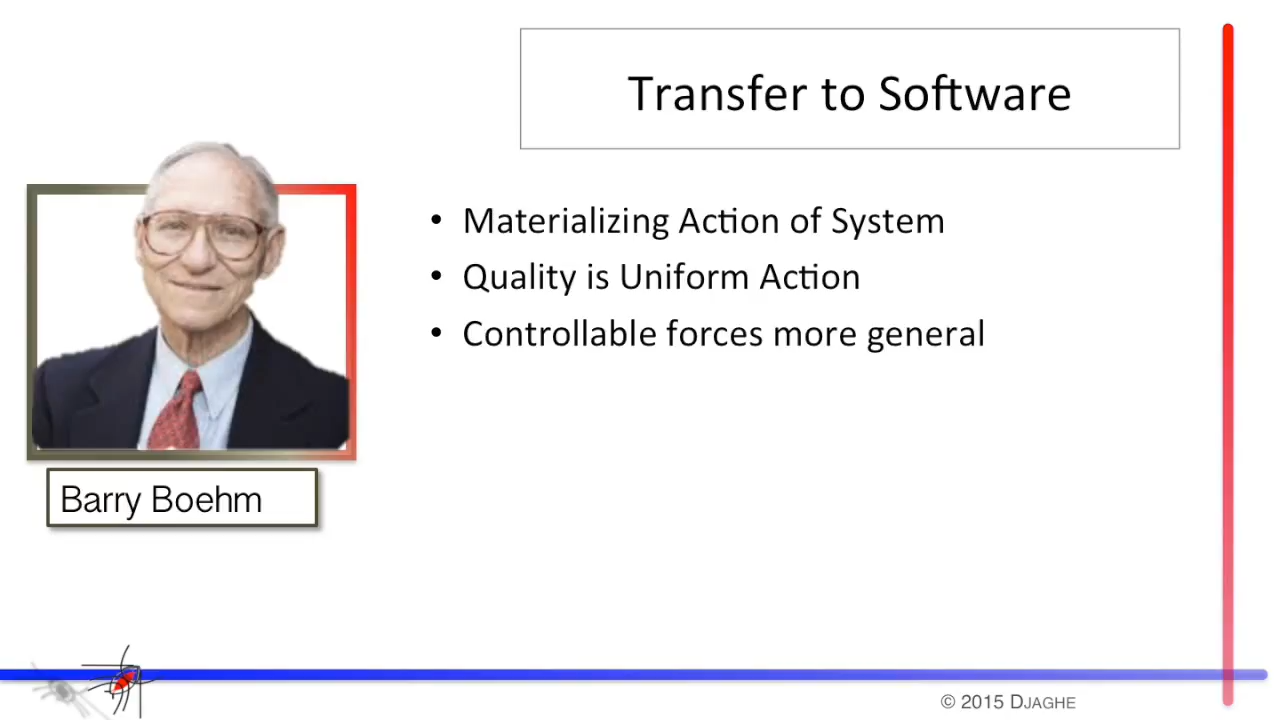 Transfer to Software
• Materializing Action of System
• Quality is Uniform Action
• Controllable forces more general
Barry Boehm
© 2015 DJAGHE